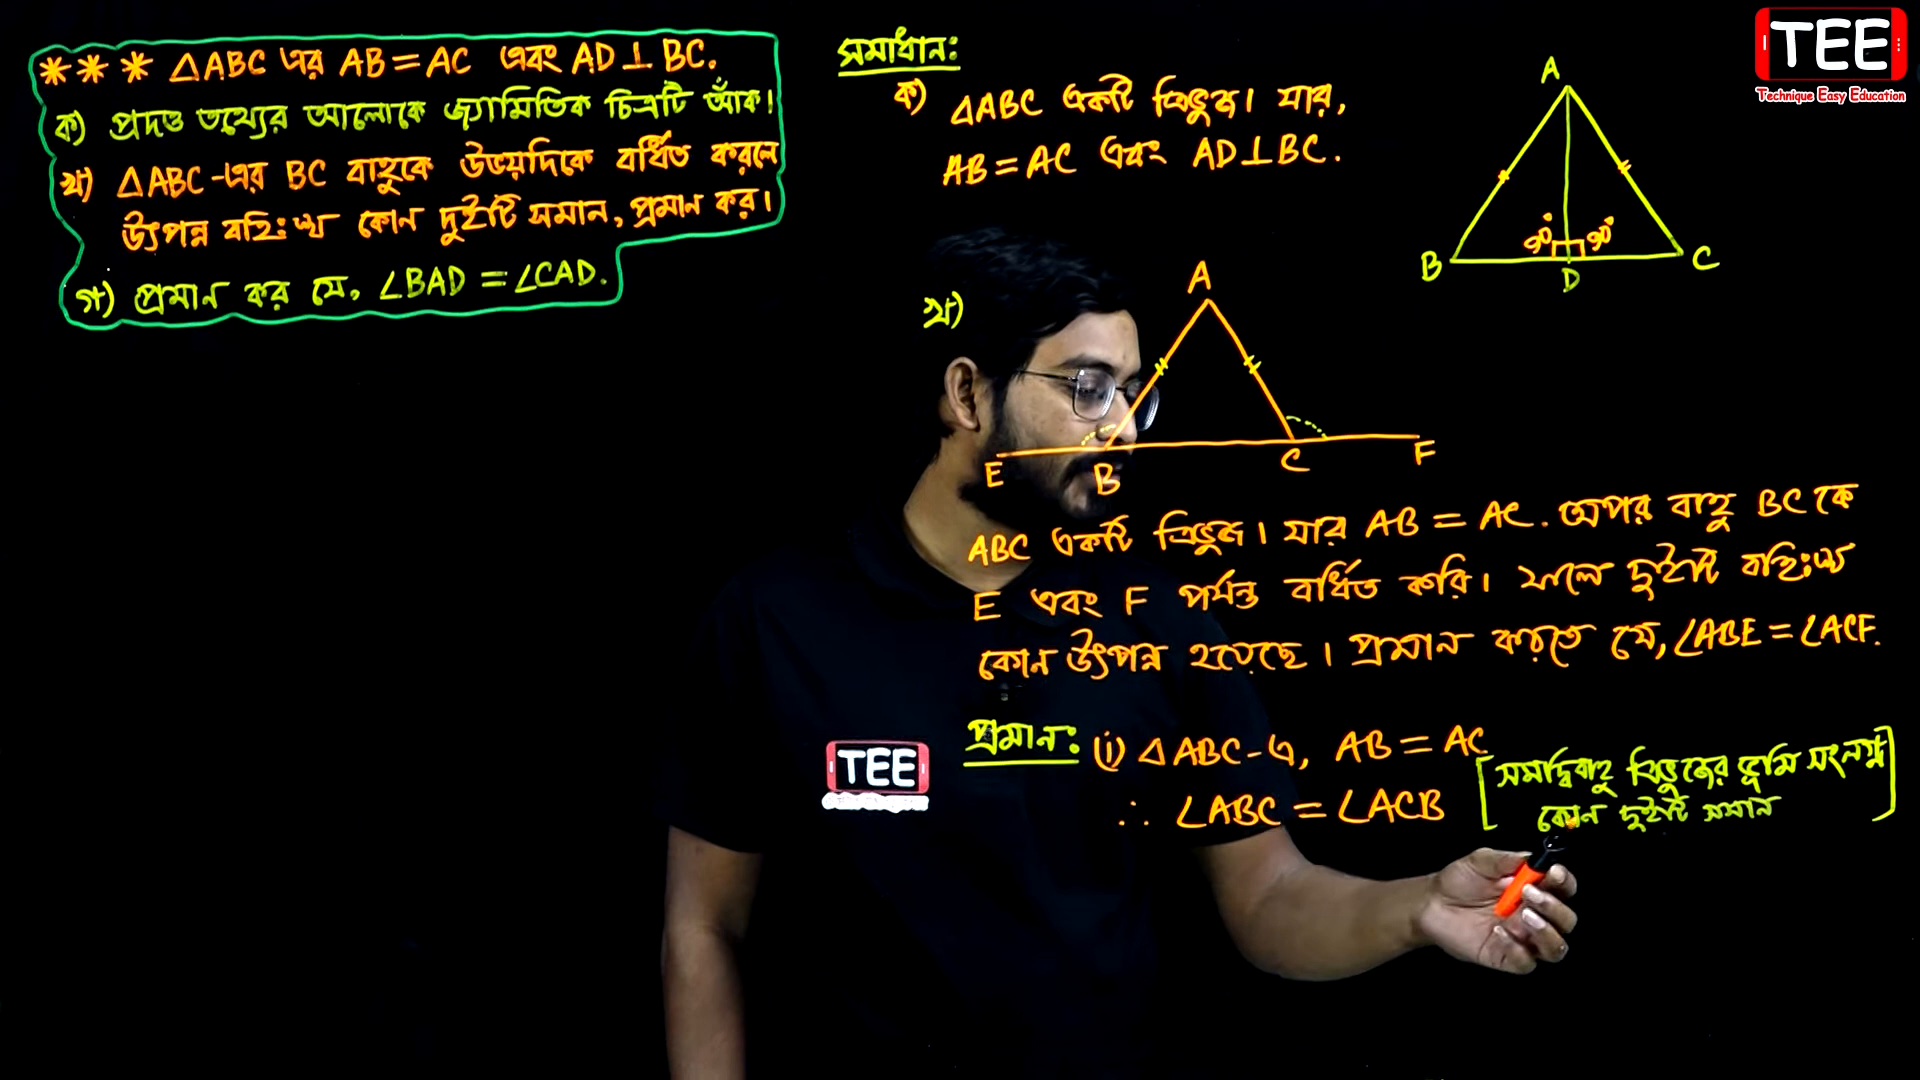 *** △ABC এর AB = AC এবং AD ⊥ BC.
ক) প্রদত্ত তথ্যের আলোকে জ্যামিতিক চিত্রটি আঁক।
খ) △ABC-এর BC বাহুকে উভয়দিকে বর্ধিত করলে
উৎপন্ন বহিঃস্থ কোন দুইটি সমান, প্রমান কর।
গ) প্রমান কর যে, ∠BAD = ∠CAD.
সমাধান:
ক) △ABC একটি ত্রিভুজ। যার,
AB = AC এবং AD ⊥ BC.
A
90° 90°
B D C
খ)
A
E B C F
ABC একটি ত্রিভুজ। যার AB = AC. অপর বাহু BC কে
E এবং F পর্যন্ত বর্ধিত করি। ফলে দুইটি বহিঃস্থ
কোন উৎপন্ন হয়েছে। প্রমান করতে যে, ∠ABE = ∠ACF.
প্রমান: (i) △ABC-এ, AB = AC
∴ ∠ABC = ∠ACB
[সমদ্বিবাহু ত্রিভুজের ভূমি সংলগ্ন
কোন দুইটি সমান]
TEE
Technique Easy Education
TEE